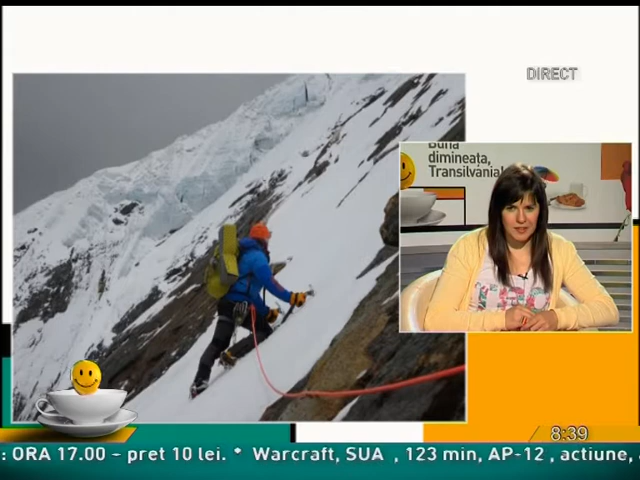 DIRECT
Bună
dimineața,
Transilvania!
8:39
: ORA 17.00 - pret 10 lei. * Warcraft, SUA , 123 min, AP-12 , actiune,